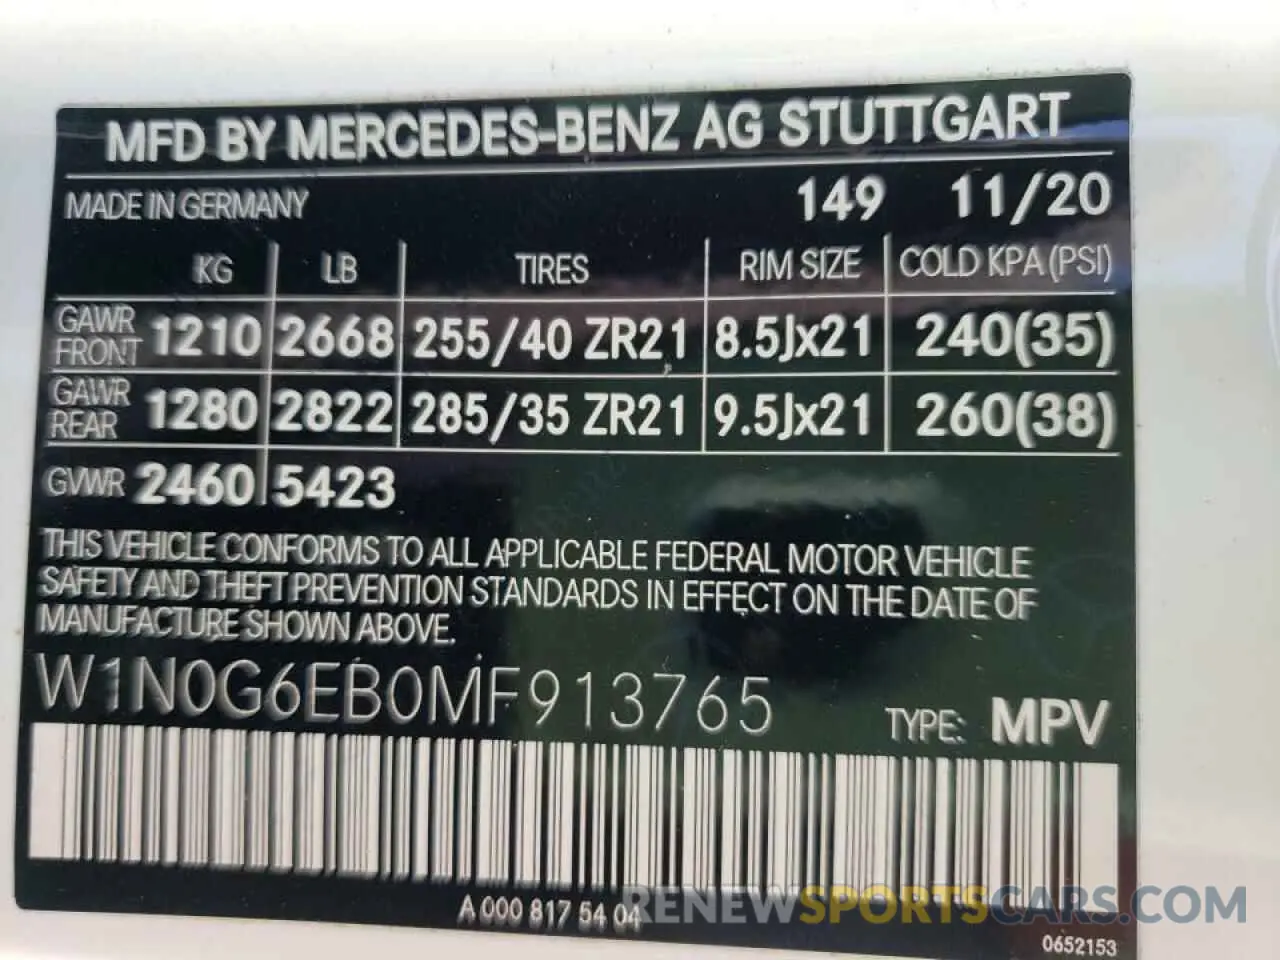 MFD BY MERCEDES-BENZ AG STUTTGART
MADE IN GERMANY 149 11/20
KG LB TIRES RIM SIZE COLD KPA (PSI)
GAWR FRONT 1210 2668 255/40 ZR21 8.5Jx21 240(35)
GAWR REAR 1280 2822 285/35 ZR21 9.5Jx21 260(38)
GVWR 2460 5423
THIS VEHICLE CONFORMS TO ALL APPLICABLE FEDERAL MOTOR VEHICLE
SAFETY AND THEFT PREVENTION STANDARDS IN EFFECT ON THE DATE OF
MANUFACTURE SHOWN ABOVE.
W1N0G6EB0MF913765 TYPE: MPV
A 000 817 54 04
RENEWSPORTSCARS.COM
0652153